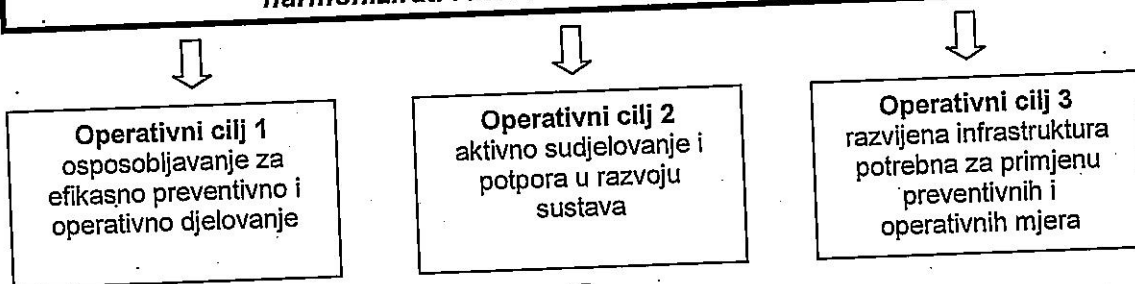 Operativni cilj 1
osposobljavanje za
efikasno preventivno i
operativno djelovanje
Operativni cilj 2
aktivno sudjelovanje i
potpora u razvoju
sustava
Operativni cilj 3
razvijena infrastruktura
potrebna za primjenu
preventivnih i
operativnih mjera